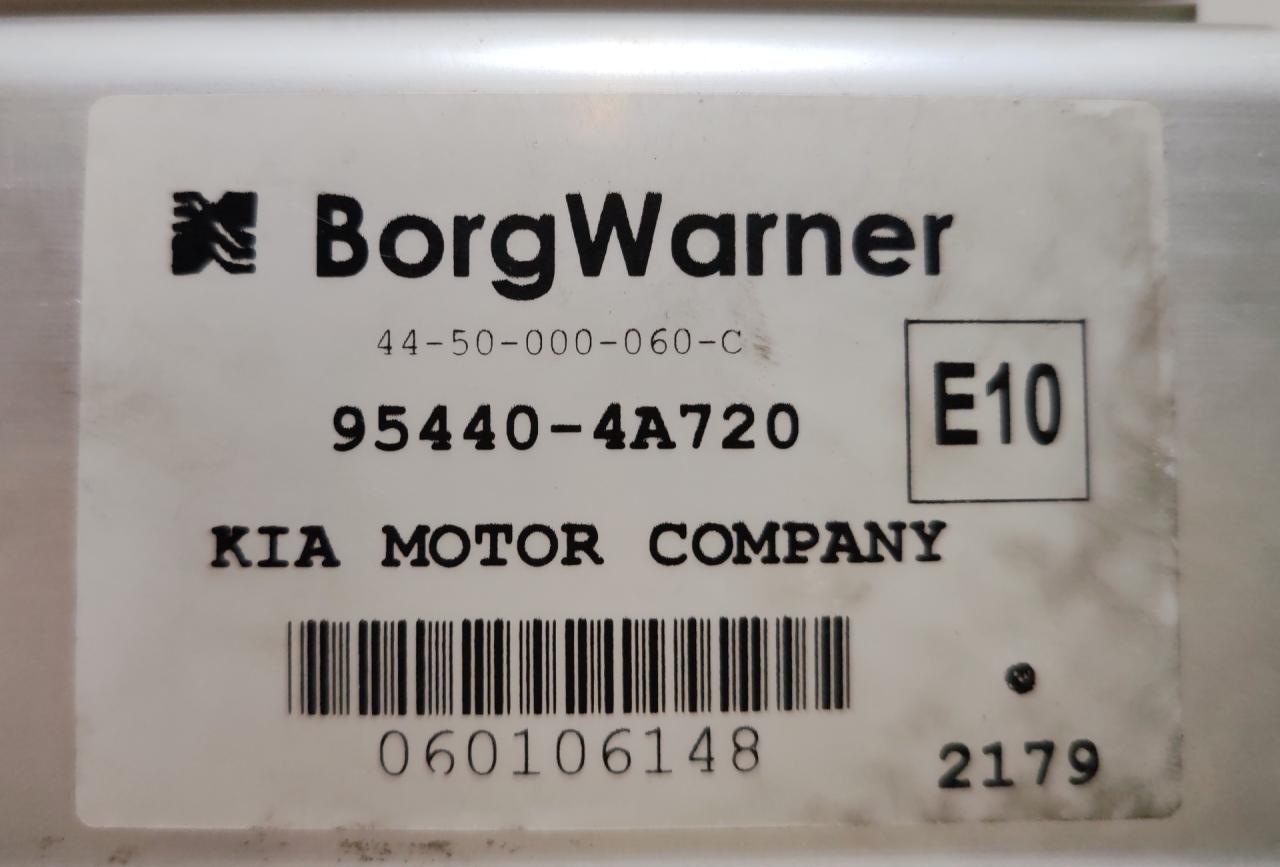 BorgWarner
44-50-000-060-C
95440-4A720
E10
KIA MOTOR COMPANY
060106148
2179